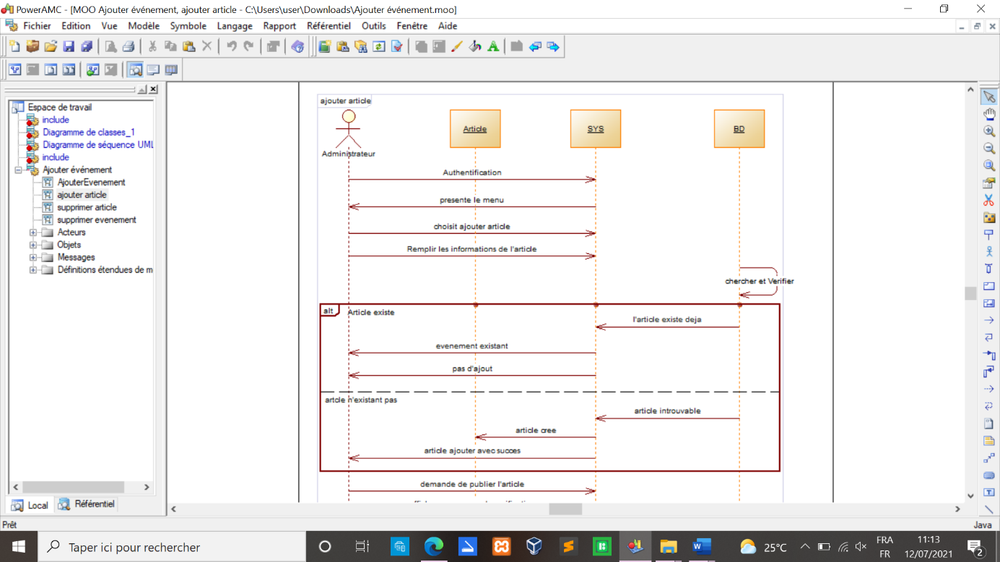 PowerAMC - [MOO Ajouter événement, ajouter article - C:\Users\user\Downloads\Ajouter événement.moo]
Fichier Edition Vue Modèle Symbole Langage Rapport Référentiel Outils Fenêtre Aide
Espace de travail
include
Diagramme de classes_1
Diagramme de séquence UML
include
Ajouter événement
AjouterEvenement
ajouter article
supprimer article
supprimer evenement
Acteurs
Objets
Messages
Définitions étendues de m
Local Référentiel
ajouter article
Administrateur
Article
SYS
BD
Authentification
presente le menu
choisit ajouter article
Remplir les informations de l'article
chercher et Verifier
alt
Article existe
l'article existe deja
evenement existant
pas d'ajout
artcle n'existant pas
article introuvable
article cree
article ajouter avec succes
demande de publier l'article
Prêt
Java
Taper ici pour rechercher
25°C
FRA
FR
11:13
12/07/2021
2